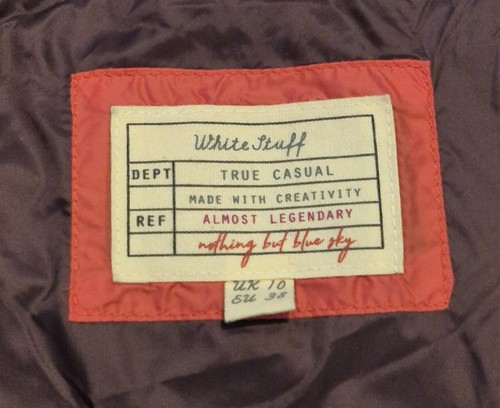 White Stuff
DEPT TRUE CASUAL
MADE WITH CREATIVITY
REF ALMOST LEGENDARY
nothing but blue sky
UK 10
EU 38